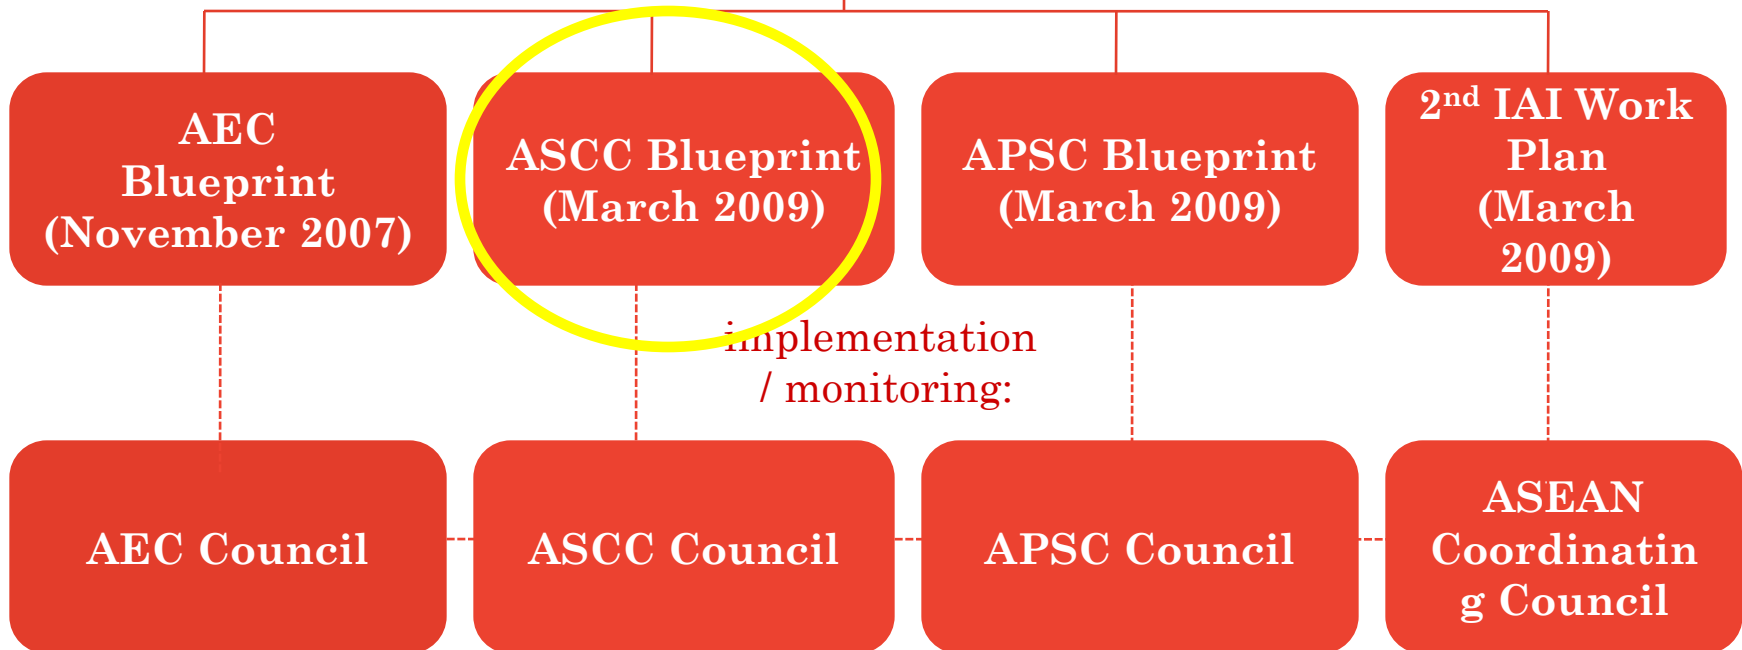 AEC
Blueprint
(November 2007)
ASCC Blueprint
(March 2009)
APSC Blueprint
(March 2009)
2nd IAI Work
Plan
(March
2009)
implementation
/ monitoring:
AEC Council
ASCC Council
APSC Council
ASEAN
Coordinatin
g Council